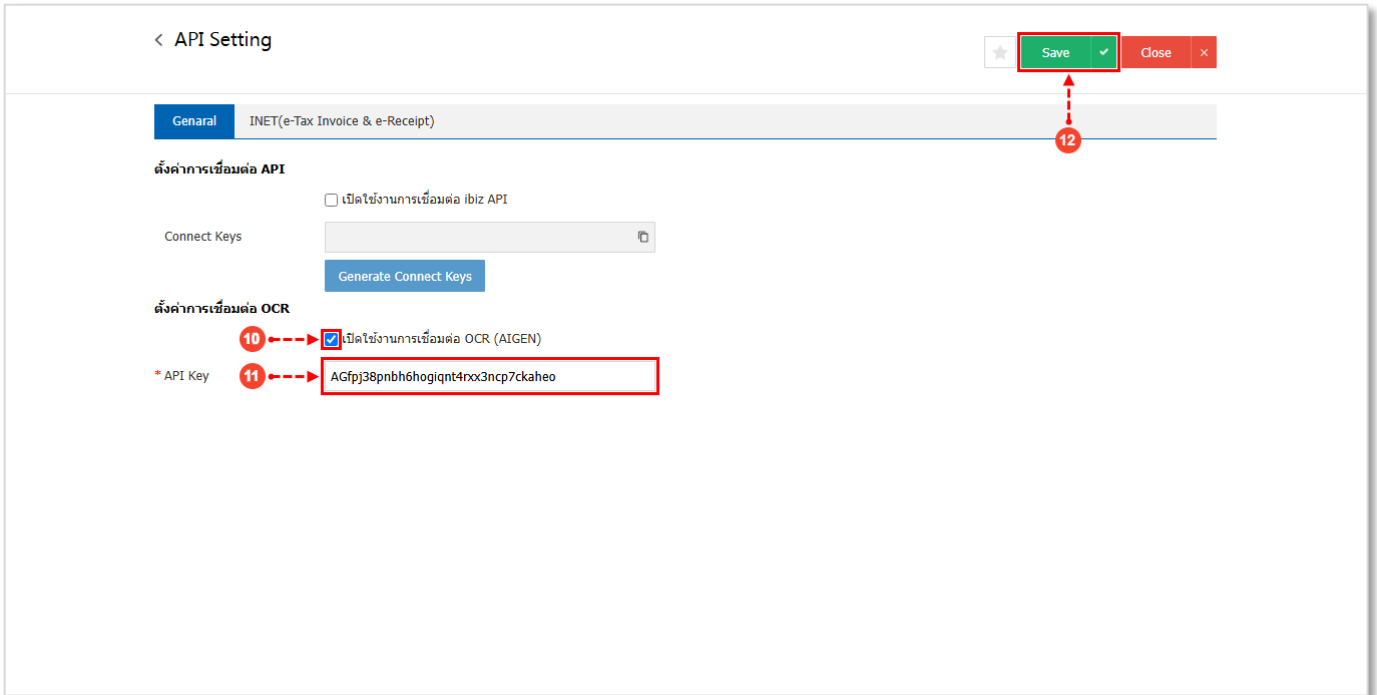 API Setting
Save
Close
12
Genaral
INET(e-Tax Invoice & e-Receipt)
ตั้งค่าการเชื่อมต่อ API
เปิดใช้งานการเชื่อมต่อ ibiz API
Connect Keys
Generate Connect Keys
ตั้งค่าการเชื่อมต่อ OCR
10
เปิดใช้งานการเชื่อมต่อ OCR (AIGEN)
* API Key
11
AGfpj38pnbh6hogiqnt4rxx3ncp7ckaheo